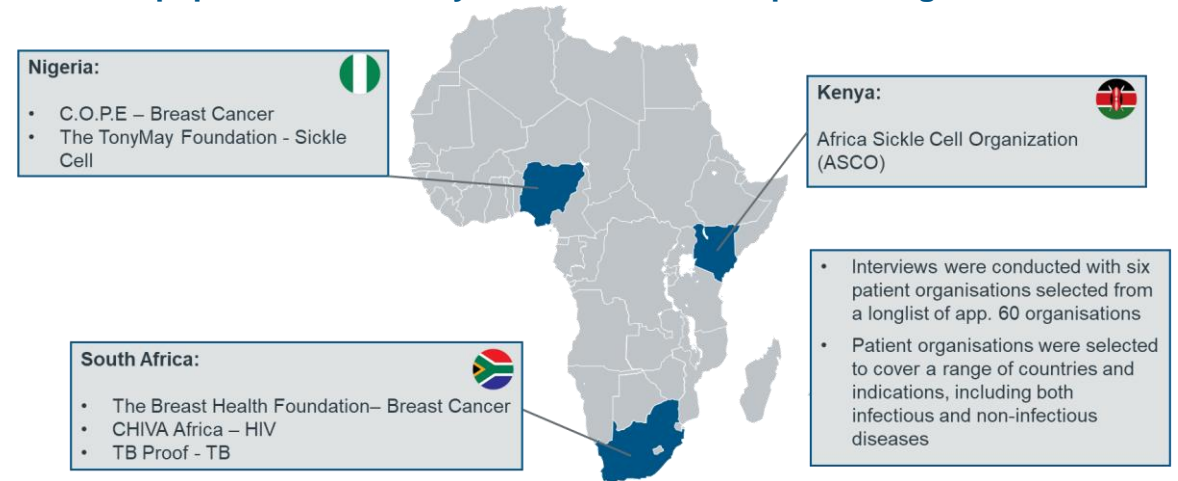 Nigeria:
• C.O.P.E – Breast Cancer
• The TonyMay Foundation - Sickle
Cell
Kenya:
Africa Sickle Cell Organization
(ASCO)
South Africa:
• The Breast Health Foundation– Breast Cancer
• CHIVA Africa – HIV
• TB Proof - TB
• Interviews were conducted with six
patient organisations selected from
a longlist of app. 60 organisations
• Patient organisations were selected
to cover a range of countries and
indications, including both
infectious and non-infectious
diseases